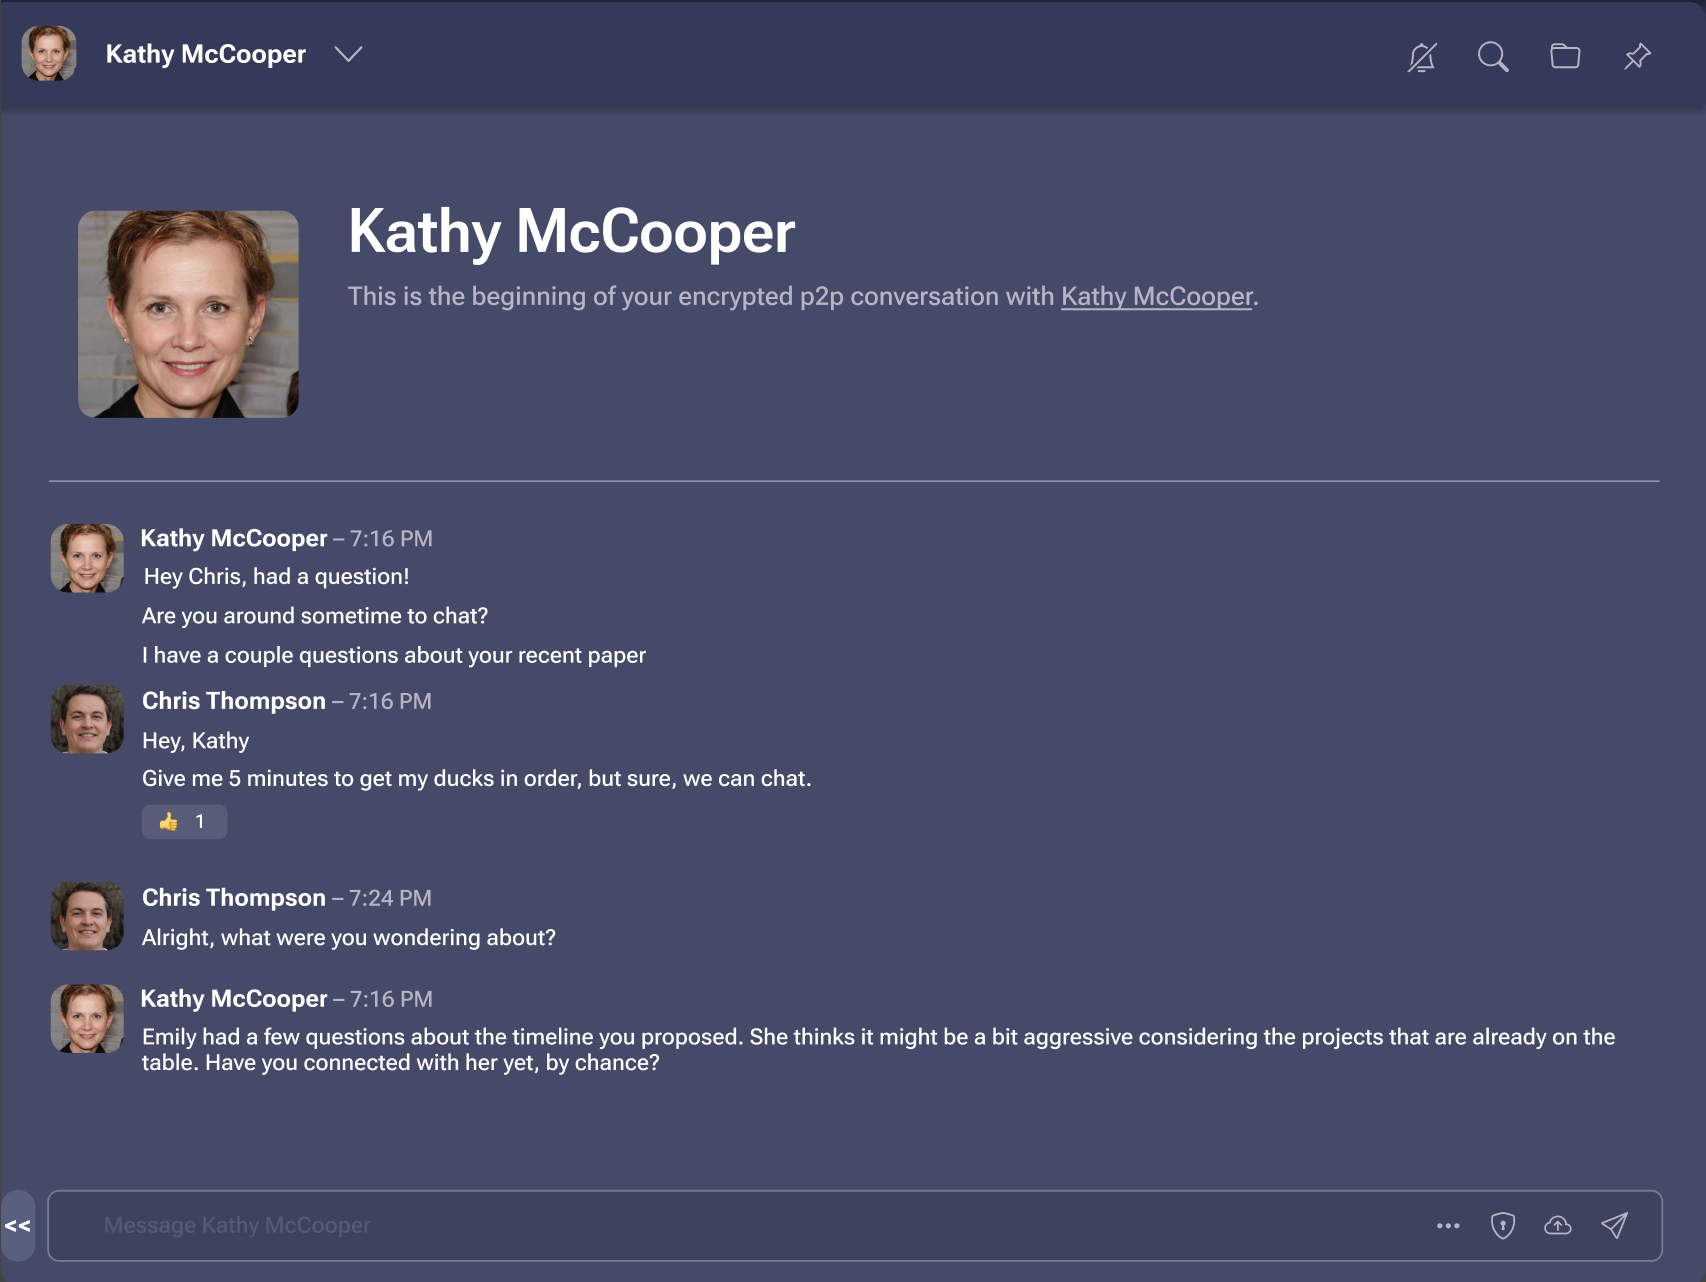 Kathy McCooper
Kathy McCooper
This is the beginning of your encrypted p2p conversation with Kathy McCooper.
Kathy McCooper – 7:16 PM
Hey Chris, had a question!
Are you around sometime to chat?
I have a couple questions about your recent paper
Chris Thompson – 7:16 PM
Hey, Kathy
Give me 5 minutes to get my ducks in order, but sure, we can chat.
👍 1
Chris Thompson – 7:24 PM
Alright, what were you wondering about?
Kathy McCooper – 7:16 PM
Emily had a few questions about the timeline you proposed. She thinks it might be a bit aggressive considering the projects that are already on the
table. Have you connected with her yet, by chance?
<< Message Kathy McCooper